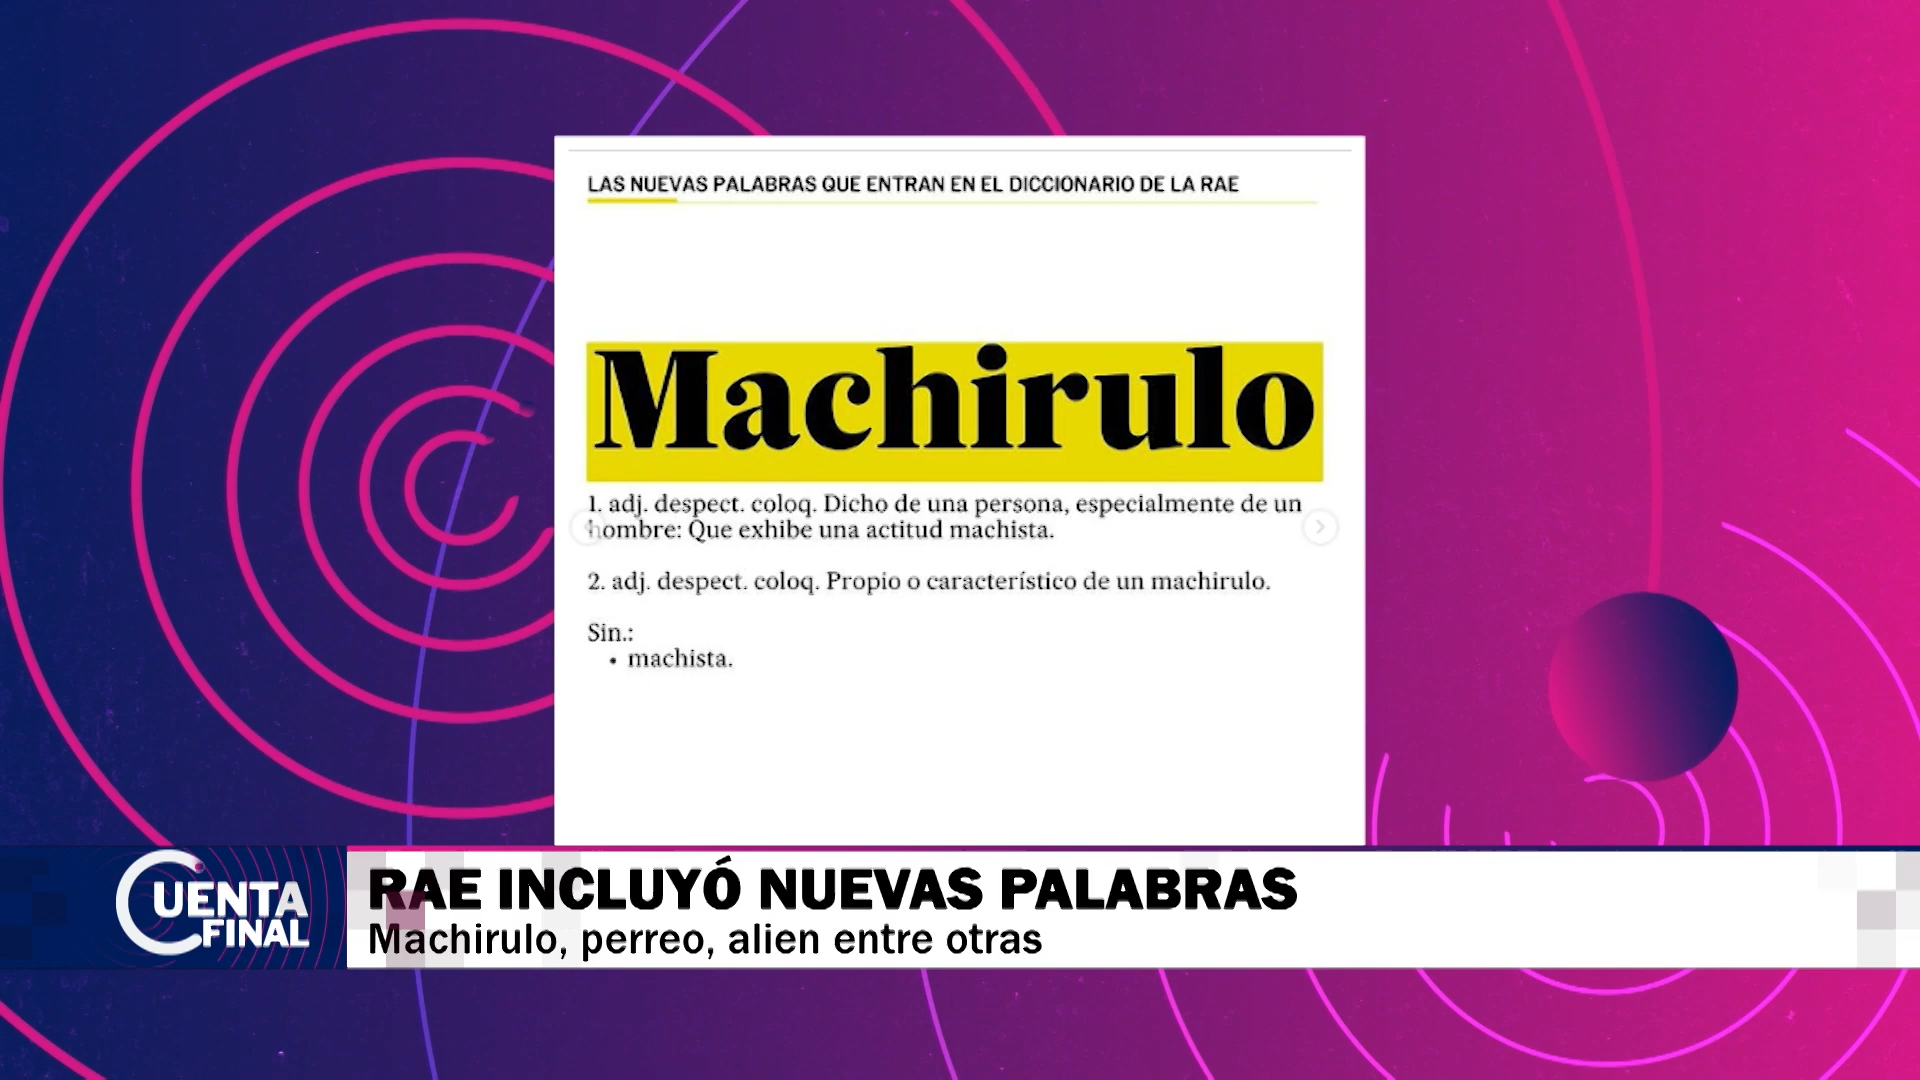 LAS NUEVAS PALABRAS QUE ENTRAN EN EL DICCIONARIO DE LA RAE
Machirulo
1. adj. despect. coloq. Dicho de una persona, especialmente de un
hombre: Que exhibe una actitud machista.
2. adj. despect. coloq. Propio o característico de un machirulo.
Sin.:
• machista.
CUENTA
FINAL
RAE INCLUYÓ NUEVAS PALABRAS
Machirulo, perreo, alien entre otras